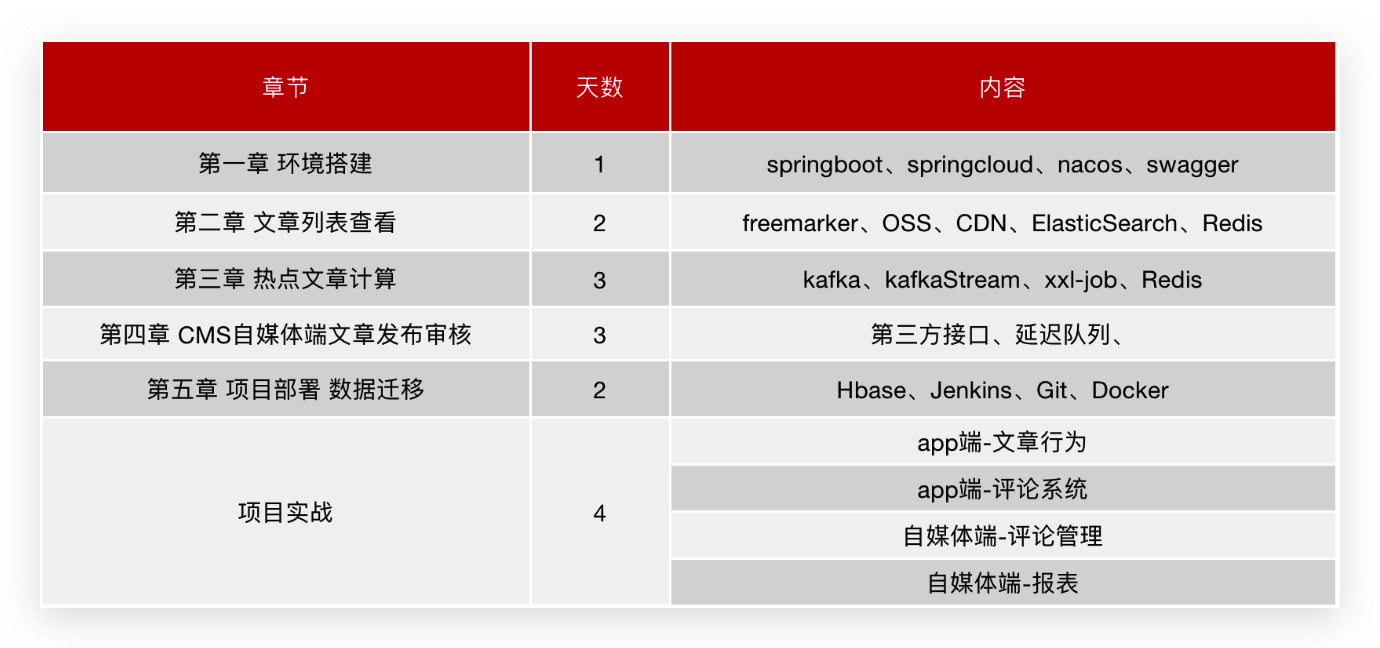 章节 天数 内容
第一章 环境搭建 1 springboot、springcloud、nacos、swagger
第二章 文章列表查看 2 freemarker、OSS、CDN、ElasticSearch、Redis
第三章 热点文章计算 3 kafka、kafkaStream、xxl-job、Redis
第四章 CMS自媒体端文章发布审核 3 第三方接口、延迟队列、
第五章 项目部署 数据迁移 2 Hbase、Jenkins、Git、Docker
项目实战 4 app端-文章行为
app端-评论系统
自媒体端-评论管理
自媒体端-报表